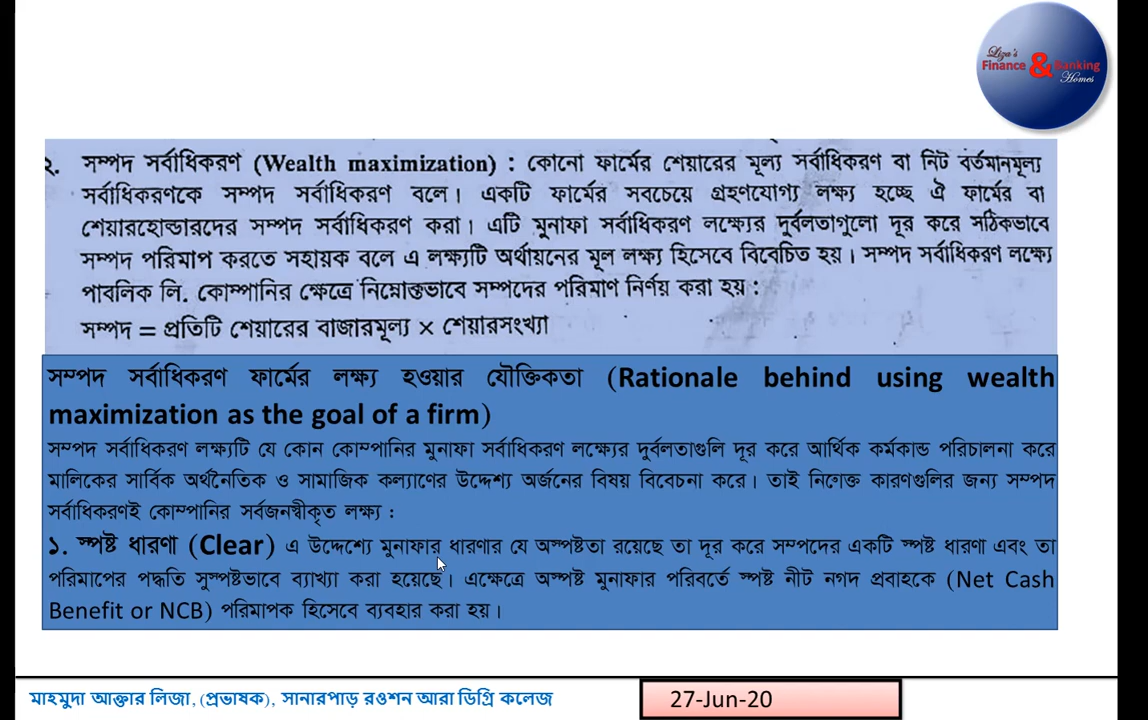 Liza's
Finance & Banking
Homes
২. সম্পদ সর্বাধিকরণ (Wealth maximization) : কোনো ফার্মের শেয়ারের মূল্য সর্বাধিকরণ বা নিট বর্তমানমূল্য
সর্বাধিকরণকে সম্পদ সর্বাধিকরণ বলে। একটি ফার্মের সবচেয়ে গ্রহণযোগ্য লক্ষ্য হচ্ছে ঐ ফার্মের বা
শেয়ারহোল্ডারদের সম্পদ সর্বাধিকরণ করা। এটি মুনাফা সর্বাধিকরণ লক্ষ্যের দুর্বলতাগুলো দূর করে সঠিকভাবে
সম্পদ পরিমাপ করতে সহায়ক বলে এ লক্ষ্যটি অর্থায়নের মূল লক্ষ্য হিসেবে বিবেচিত হয়। সম্পদ সর্বাধিকরণ লক্ষ্যে
পাবলিক লি. কোম্পানির ক্ষেত্রে নিম্নোক্তভাবে সম্পদের পরিমাণ নির্ণয় করা হয় :
সম্পদ = প্রতিটি শেয়ারের বাজারমূল্য × শেয়ারসংখ্যা
সম্পদ সর্বাধিকরণ ফার্মের লক্ষ্য হওয়ার যৌক্তিকতা (Rationale behind using wealth
maximization as the goal of a firm)
সম্পদ সর্বাধিকরণ লক্ষ্যটি যে কোন কোম্পানির মুনাফা সর্বাধিকরণ লক্ষ্যের দুর্বলতাগুলি দূর করে আর্থিক কর্মকান্ড পরিচালনা করে
মালিকের সার্বিক অর্থনৈতিক ও সামাজিক কল্যাণের উদ্দেশ্য অর্জনের বিষয় বিবেচনা করে। তাই নিণোক্ত কারণগুলির জন্য সম্পদ
সর্বাধিকরণই কোম্পানির সর্বজনস্বীকৃত লক্ষ্য :
১. স্পষ্ট ধারণা (Clear) এ উদ্দেশ্যে মুনাফার ধারণার যে অস্পষ্টতা রয়েছে তা দূর করে সম্পদের একটি স্পষ্ট ধারণা এবং তা
পরিমাপের পদ্ধতি সুস্পষ্টভাবে ব্যাখ্যা করা হয়েছে। এক্ষেত্রে অস্পষ্ট মুনাফার পরিবর্তে স্পষ্ট নীট নগদ প্রবাহকে (Net Cash
Benefit or NCB) পরিমাপক হিসেবে ব্যবহার করা হয়।
মাহমুদা আক্তার লিজা, (প্রভাষক), সানারপাড় রওশন আরা ডিগ্রি কলেজ
27-Jun-20